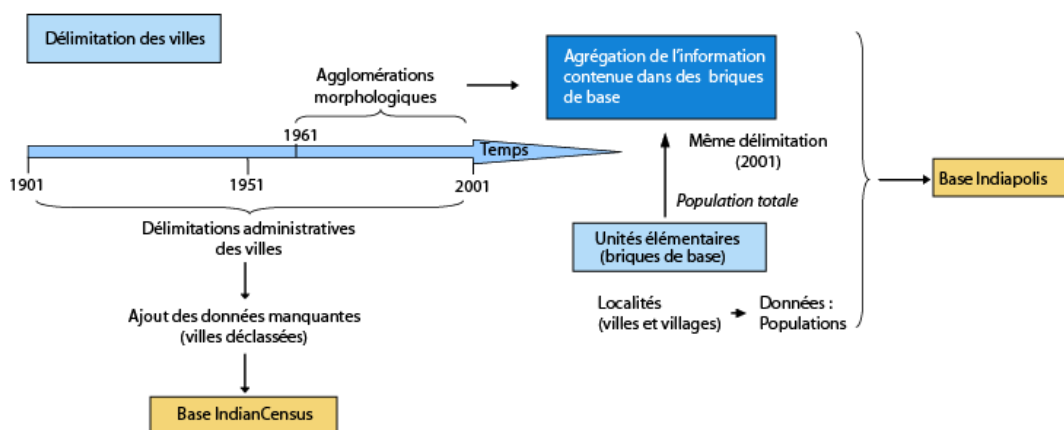 Délimitation des villes
Agglomérations
morphologiques
Agrégation de l'information
contenue dans des briques
de base
1961
Temps
1901
1951
2001
Même délimitation
(2001)
Population totale
Base Indiapolis
Délimitations administratives
des villes
Unités élémentaires
(briques de base)
Ajout des données manquantes
(villes déclassées)
Localités
(villes et villages)
Données :
Populations
Base IndianCensus